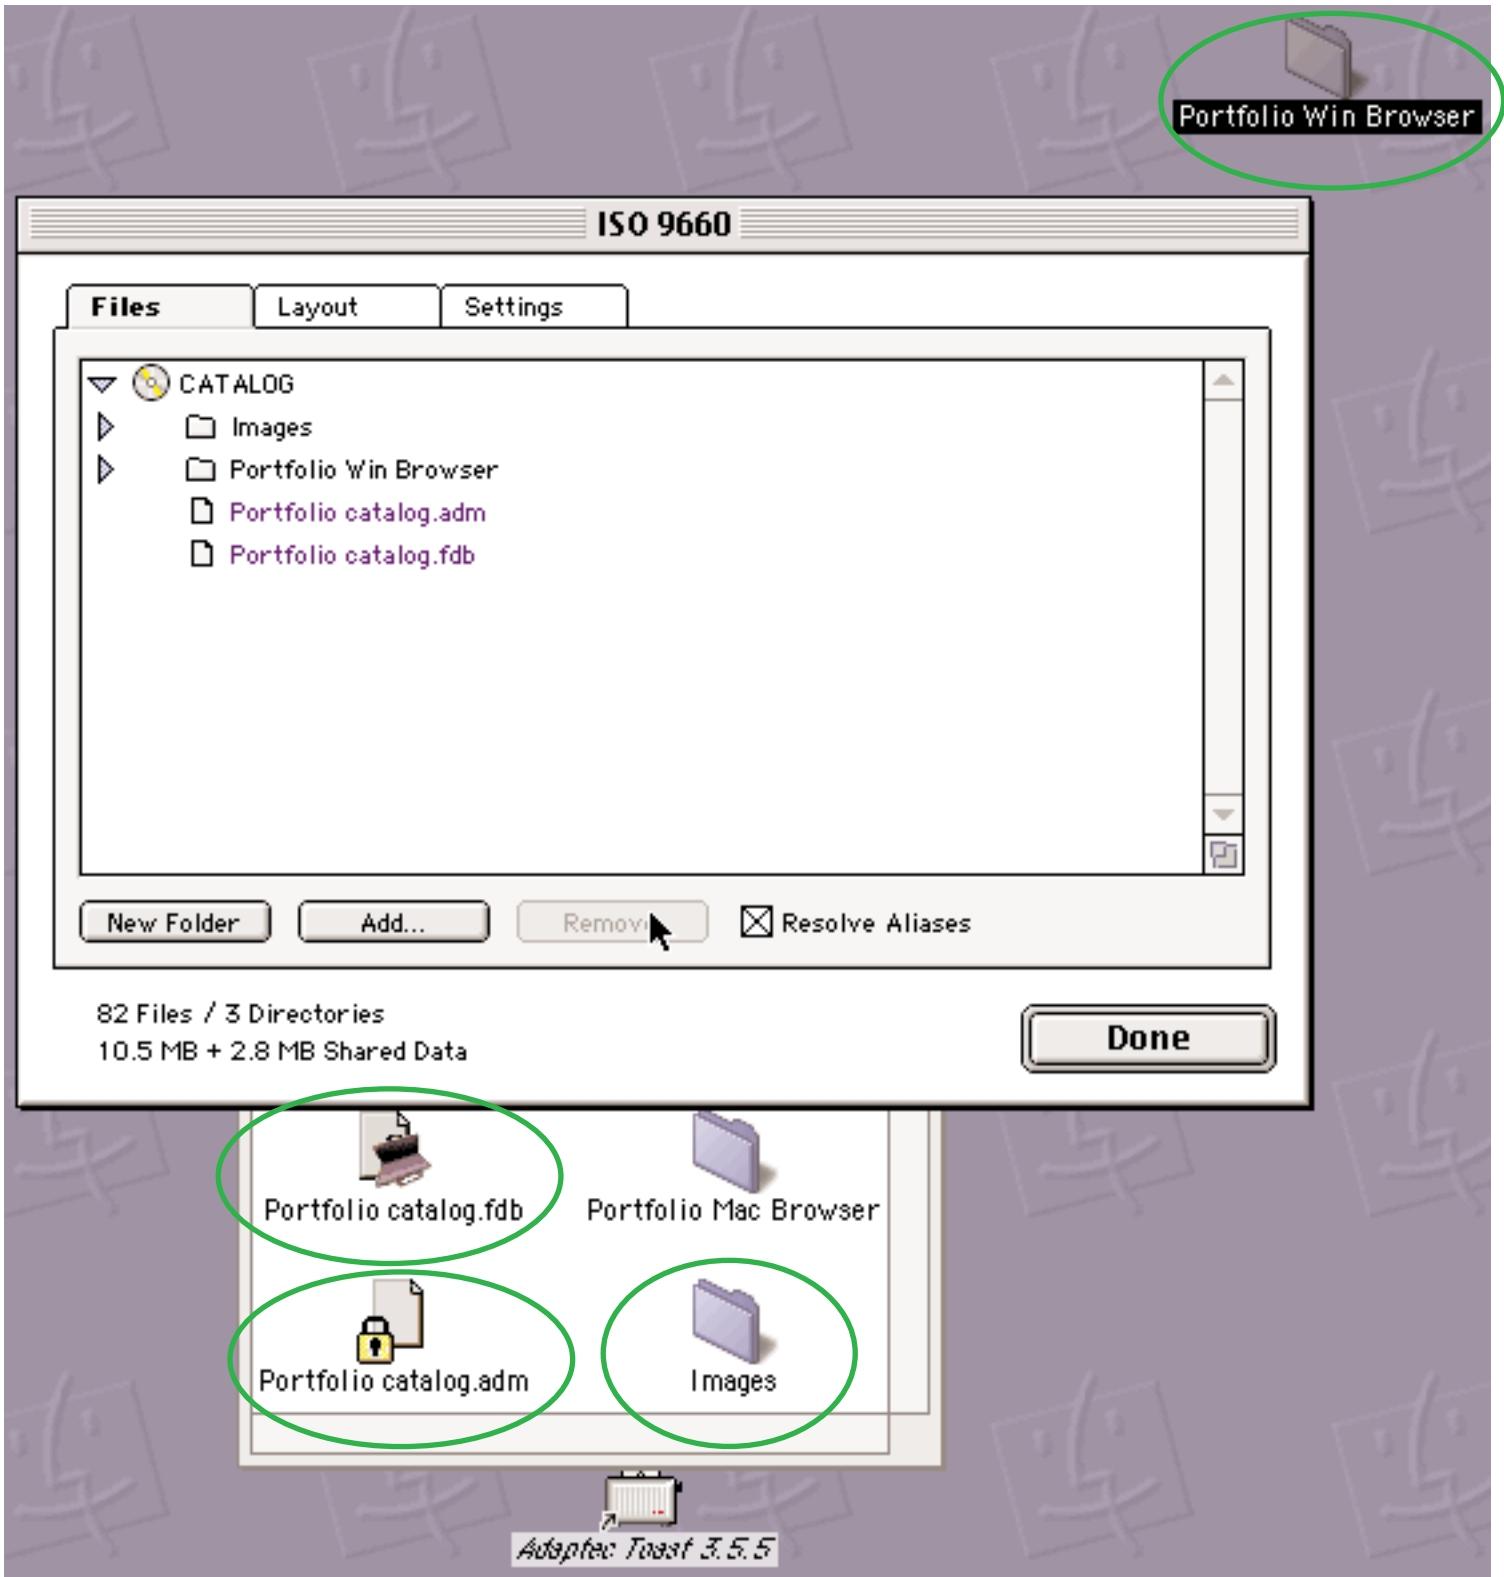 Portfolio Win Browser
ISO 9660
Files
Layout
Settings
CATALOG
Images
Portfolio Win Browser
Portfolio catalog.adm
Portfolio catalog.fdb
New Folder
Add...
Remov
Resolve Aliases
82 Files / 3 Directories
10.5 MB + 2.8 MB Shared Data
Done
Portfolio catalog.fdb
Portfolio Mac Browser
Portfolio catalog.adm
Images
Adaptec Toast 3.5.5